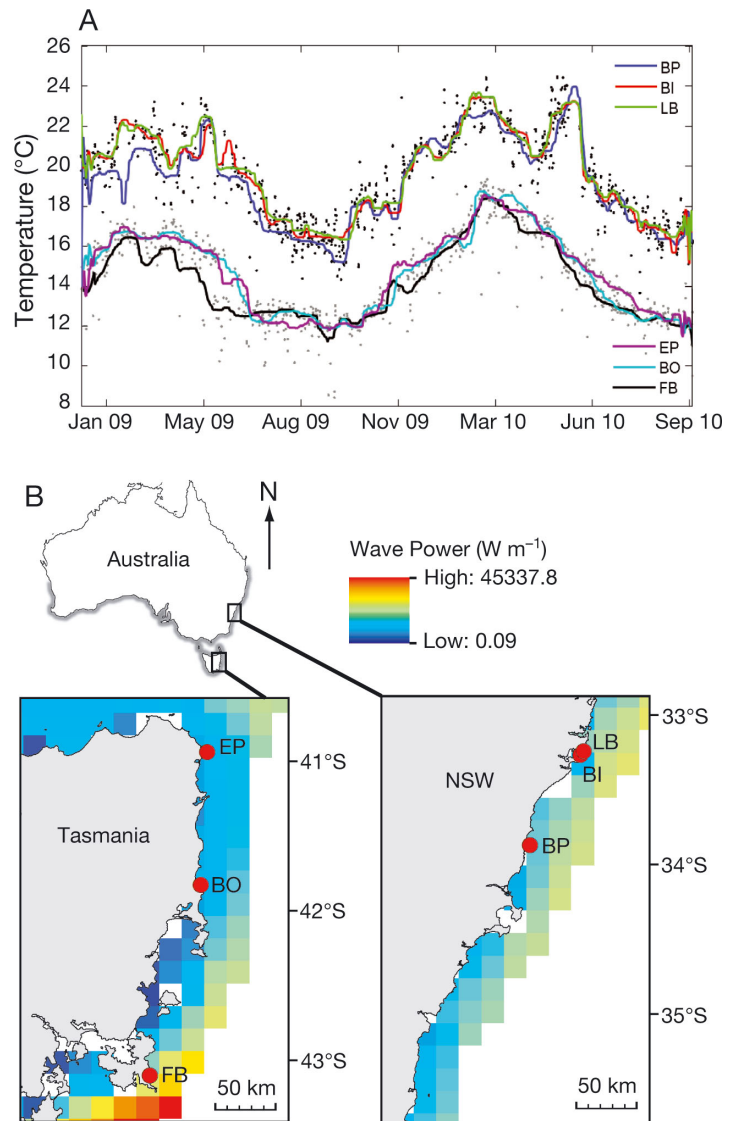 A
26
24
22
20
18
16
14
12
10
8
Temperature (°C)
BP
BI
LB
EP
BO
FB
Jan 09 May 09 Aug 09 Nov 09 Mar 10 Jun 10 Sep 10
B
N
Australia
Wave Power (W m–1)
High: 45337.8
Low: 0.09
EP
41°S
Tasmania
BO
42°S
43°S
FB
50 km
33°S
LB
BI
NSW
BP
34°S
35°S
50 km